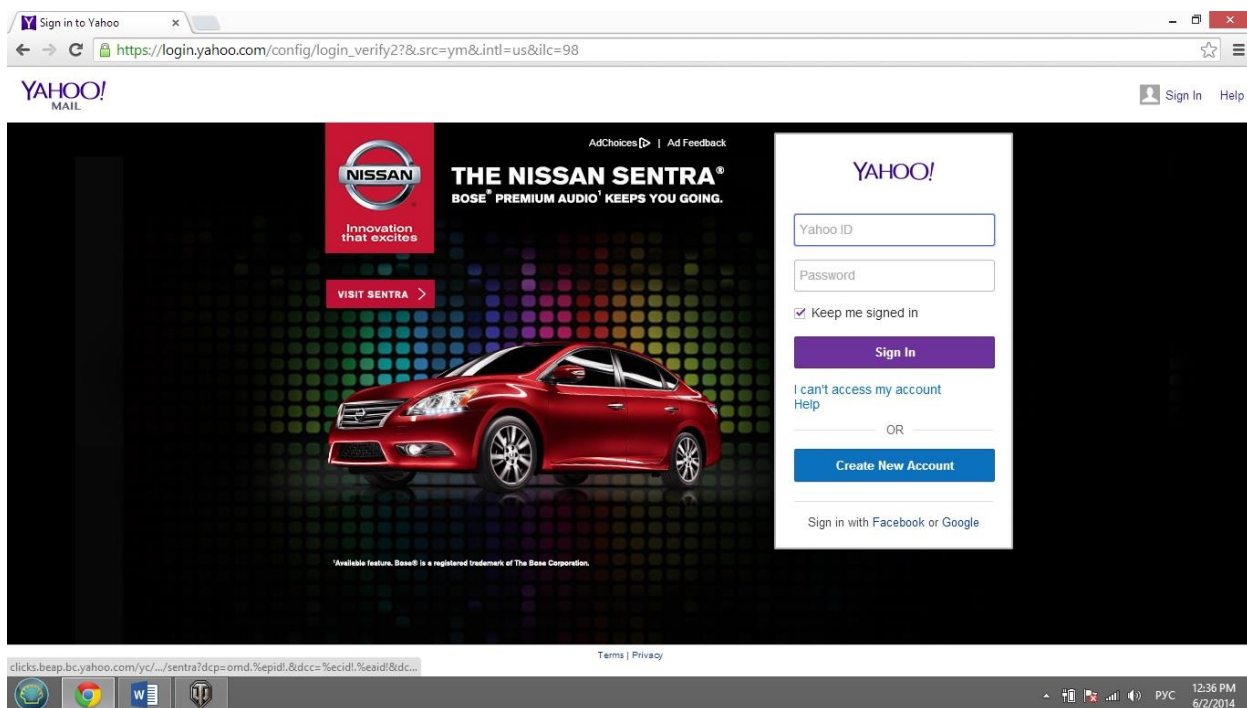 Sign in to Yahoo
https://login.yahoo.com/config/login_verify2?&.src=ym&.intl=us&ilc=98
YAHOO!
MAIL
Sign In Help
AdChoices | Ad Feedback
NISSAN
Innovation
that excites
THE NISSAN SENTRA®
BOSE® PREMIUM AUDIO¹ KEEPS YOU GOING.
VISIT SENTRA >
¹Available feature. Bose® is a registered trademark of The Bose Corporation.
YAHOO!
Yahoo ID
Password
Keep me signed in
Sign In
I can't access my account
Help
OR
Create New Account
Sign in with Facebook or Google
Terms | Privacy
clicks.beap.bc.yahoo.com/yc/.../sentra?dcp=omd.%epid!.&dcc=%ecid!.%eaid!&dc...
W
РУС
12:36 PM
6/2/2014